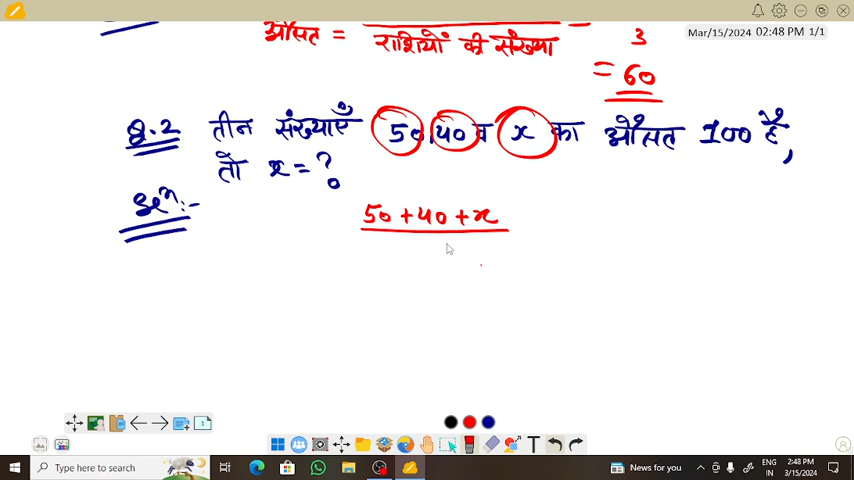 औसत = राशियों की संख्या =
3
= 60
Mar/15/2024 02:48 PM 1/1
Q.2 तीन संख्याएँ 50, 40 व x का औसत 100 है,
तो x = ?
Solⁿ:-
50 + 40 + x
Type here to search
News for you
ENG
IN
2:48 PM
3/15/2024